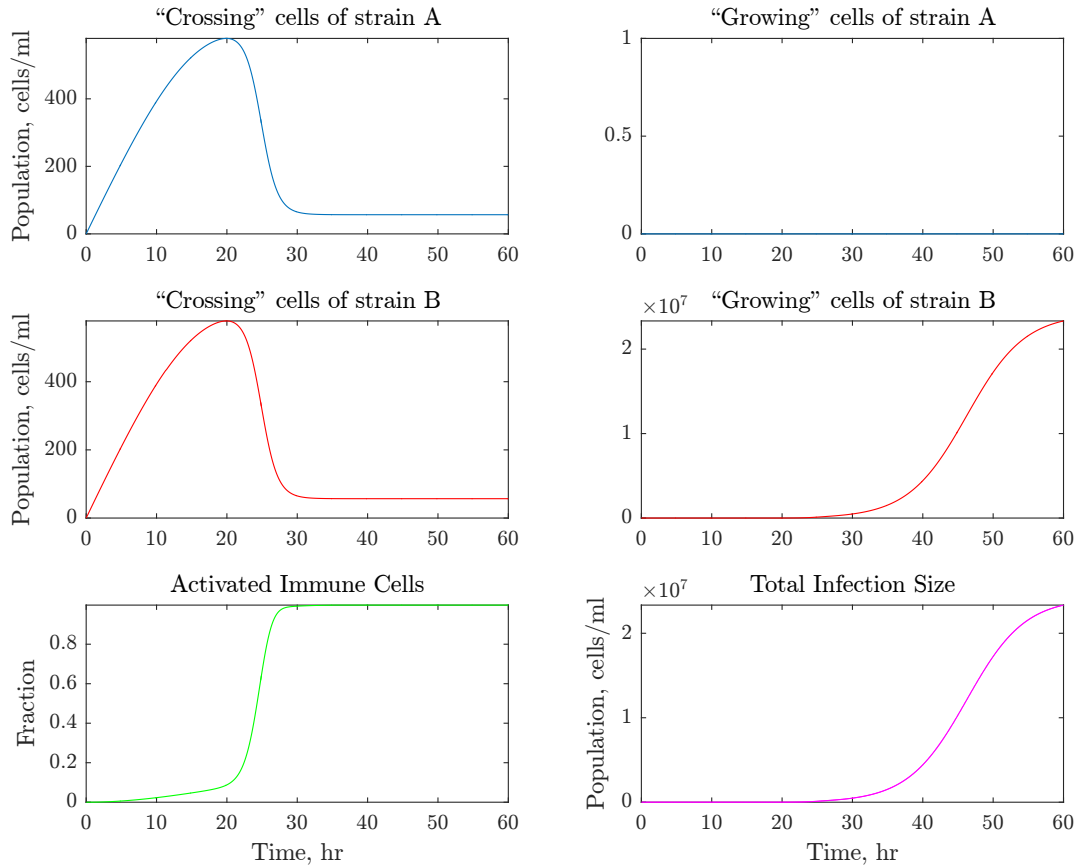 “Crossing” cells of strain A
Population, cells/ml
400
200
0
0 10 20 30 40 50 60
“Growing” cells of strain A
1
0.5
0
0 10 20 30 40 50 60
“Crossing” cells of strain B
Population, cells/ml
400
200
0
0 10 20 30 40 50 60
“Growing” cells of strain B
×10⁷
2
1
0
0 10 20 30 40 50 60
Activated Immune Cells
Fraction
0.8
0.6
0.4
0.2
0
0 10 20 30 40 50 60
Time, hr
Total Infection Size
×10⁷
Population, cells/ml
2
1
0
0 10 20 30 40 50 60
Time, hr